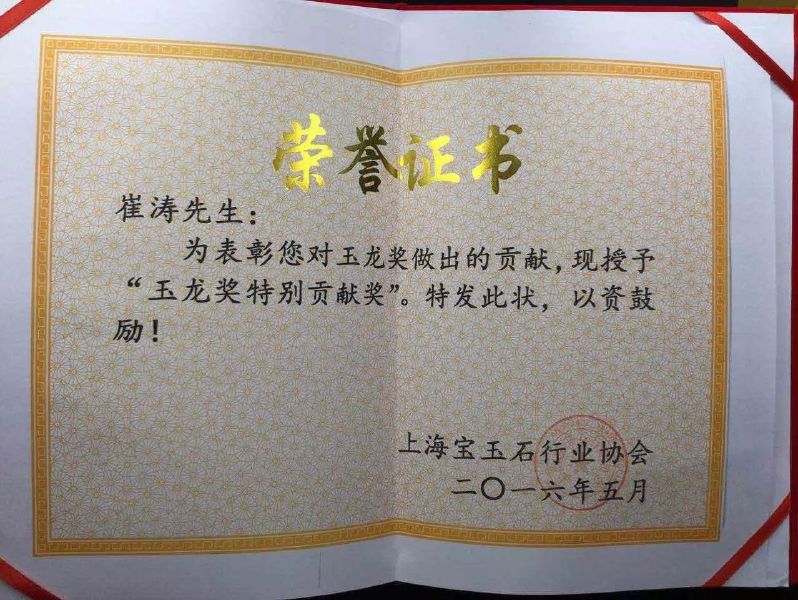 荣誉证书
崔涛先生：
为表彰您对玉龙奖做出的贡献，现授予
“玉龙奖特别贡献奖”。特发此状，以资鼓
励！
上海宝玉石行业协会
二〇一六年五月